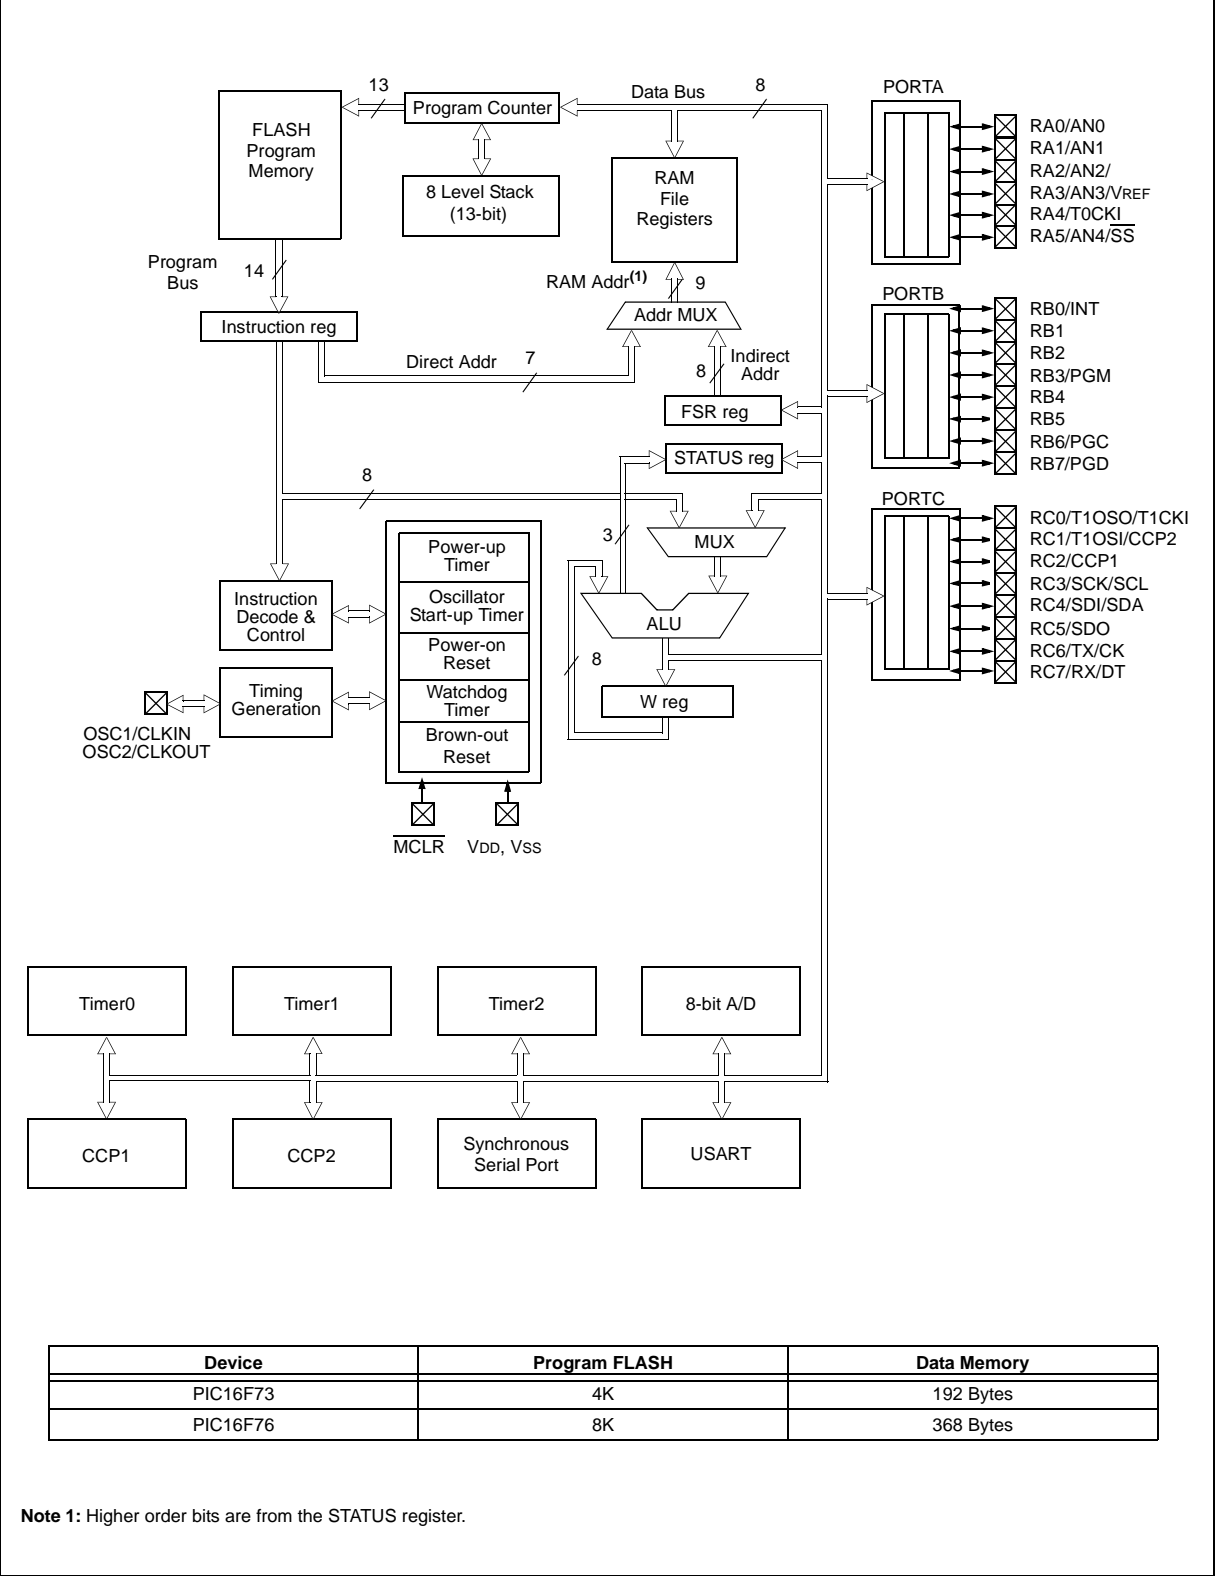 13
Program Counter
Data Bus
8
PORTA
FLASH
Program
Memory
8 Level Stack
(13-bit)
RAM
File
Registers
RA0/AN0
RA1/AN1
RA2/AN2/
RA3/AN3/VREF
RA4/T0CKI
RA5/AN4/SS
Program
Bus
14
RAM Addr(1)
9
PORTB
Instruction reg
Addr MUX
RB0/INT
RB1
RB2
RB3/PGM
RB4
RB5
RB6/PGC
RB7/PGD
Direct Addr
7
8
Indirect
Addr
FSR reg
STATUS reg
8
3
MUX
PORTC
RC0/T1OSO/T1CKI
RC1/T1OSI/CCP2
RC2/CCP1
RC3/SCK/SCL
RC4/SDI/SDA
RC5/SDO
RC6/TX/CK
RC7/RX/DT
Power-up
Timer
Oscillator
Start-up Timer
Power-on
Reset
Watchdog
Timer
Brown-out
Reset
Instruction
Decode &
Control
ALU
8
W reg
Timing
Generation
OSC1/CLKIN
OSC2/CLKOUT
MCLR
VDD, VSS
Timer0
Timer1
Timer2
8-bit A/D
CCP1
CCP2
Synchronous
Serial Port
USART
Device Program FLASH Data Memory
PIC16F73 4K 192 Bytes
PIC16F76 8K 368 Bytes
Note 1: Higher order bits are from the STATUS register.